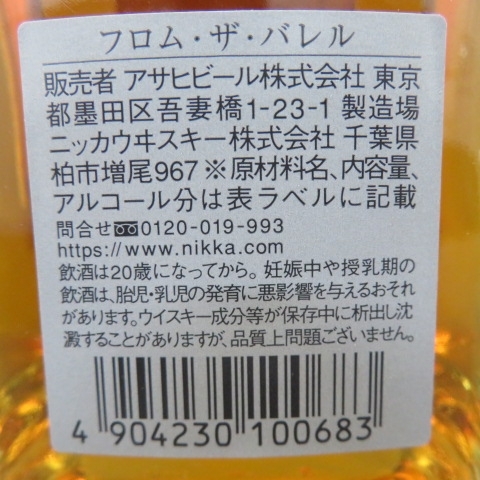 フロム・ザ・バレル
販売者 アサヒビール株式会社 東京
都墨田区吾妻橋1-23-1 製造場
ニッカウヰスキー株式会社 千葉県
柏市増尾967 ※原材料名、内容量、
アルコール分は表ラベルに記載
問合せ 0120-019-993
https://www.nikka.com
飲酒は20歳になってから。妊娠中や授乳期の
飲酒は、胎児・乳児の発育に悪影響を与えるおそれ
があります。ウイスキー成分等が保存中に析出し沈
澱することがありますが、品質上問題ございません。
4 904230 100683